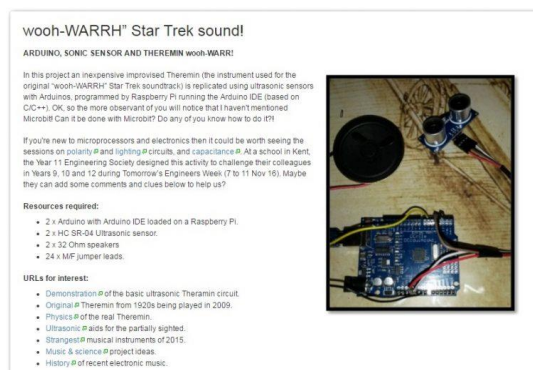 wooh-WARRH” Star Trek sound!
ARDUINO, SONIC SENSOR AND THEREMIN wooh-WARR!
In this project an inexpensive improvised Theremin (the instrument used for the
original “wooh-WARRH” Star Trek soundtrack) is replicated using ultrasonic sensors
with Arduinos, programmed by Raspberry Pi running the Arduino IDE (based on
C/C++). OK, so the more observant of you will notice that I haven't mentioned
Microbit! Can it be done with Microbit? Do any of you know how to do it?!
If you're new to microprocessors and electronics then it could be worth seeing the
sessions on polarity and lighting circuits, and capacitance. At a school in Kent,
the Year 11 Engineering Society designed this activity to challenge their colleagues
in Years 9, 10 and 12 during Tomorrow's Engineers Week (7 to 11 Nov 16). Maybe
they can add some comments and clues below to help us?
Resources required:
2 x Arduino with Arduino IDE loaded on a Raspberry Pi.
2 x HC SR-04 Ultrasonic sensor.
2 x 32 Ohm speakers
24 x M/F jumper leads.
URLs for interest:
Demonstration of the basic ultrasonic Theramin circuit.
Original Theremin from 1920s being played in 2009.
Physics of the real Theremin.
Ultrasonic aids for the partially sighted.
Strangest musical instruments of 2015.
Music & science project ideas.
History of recent electronic music.